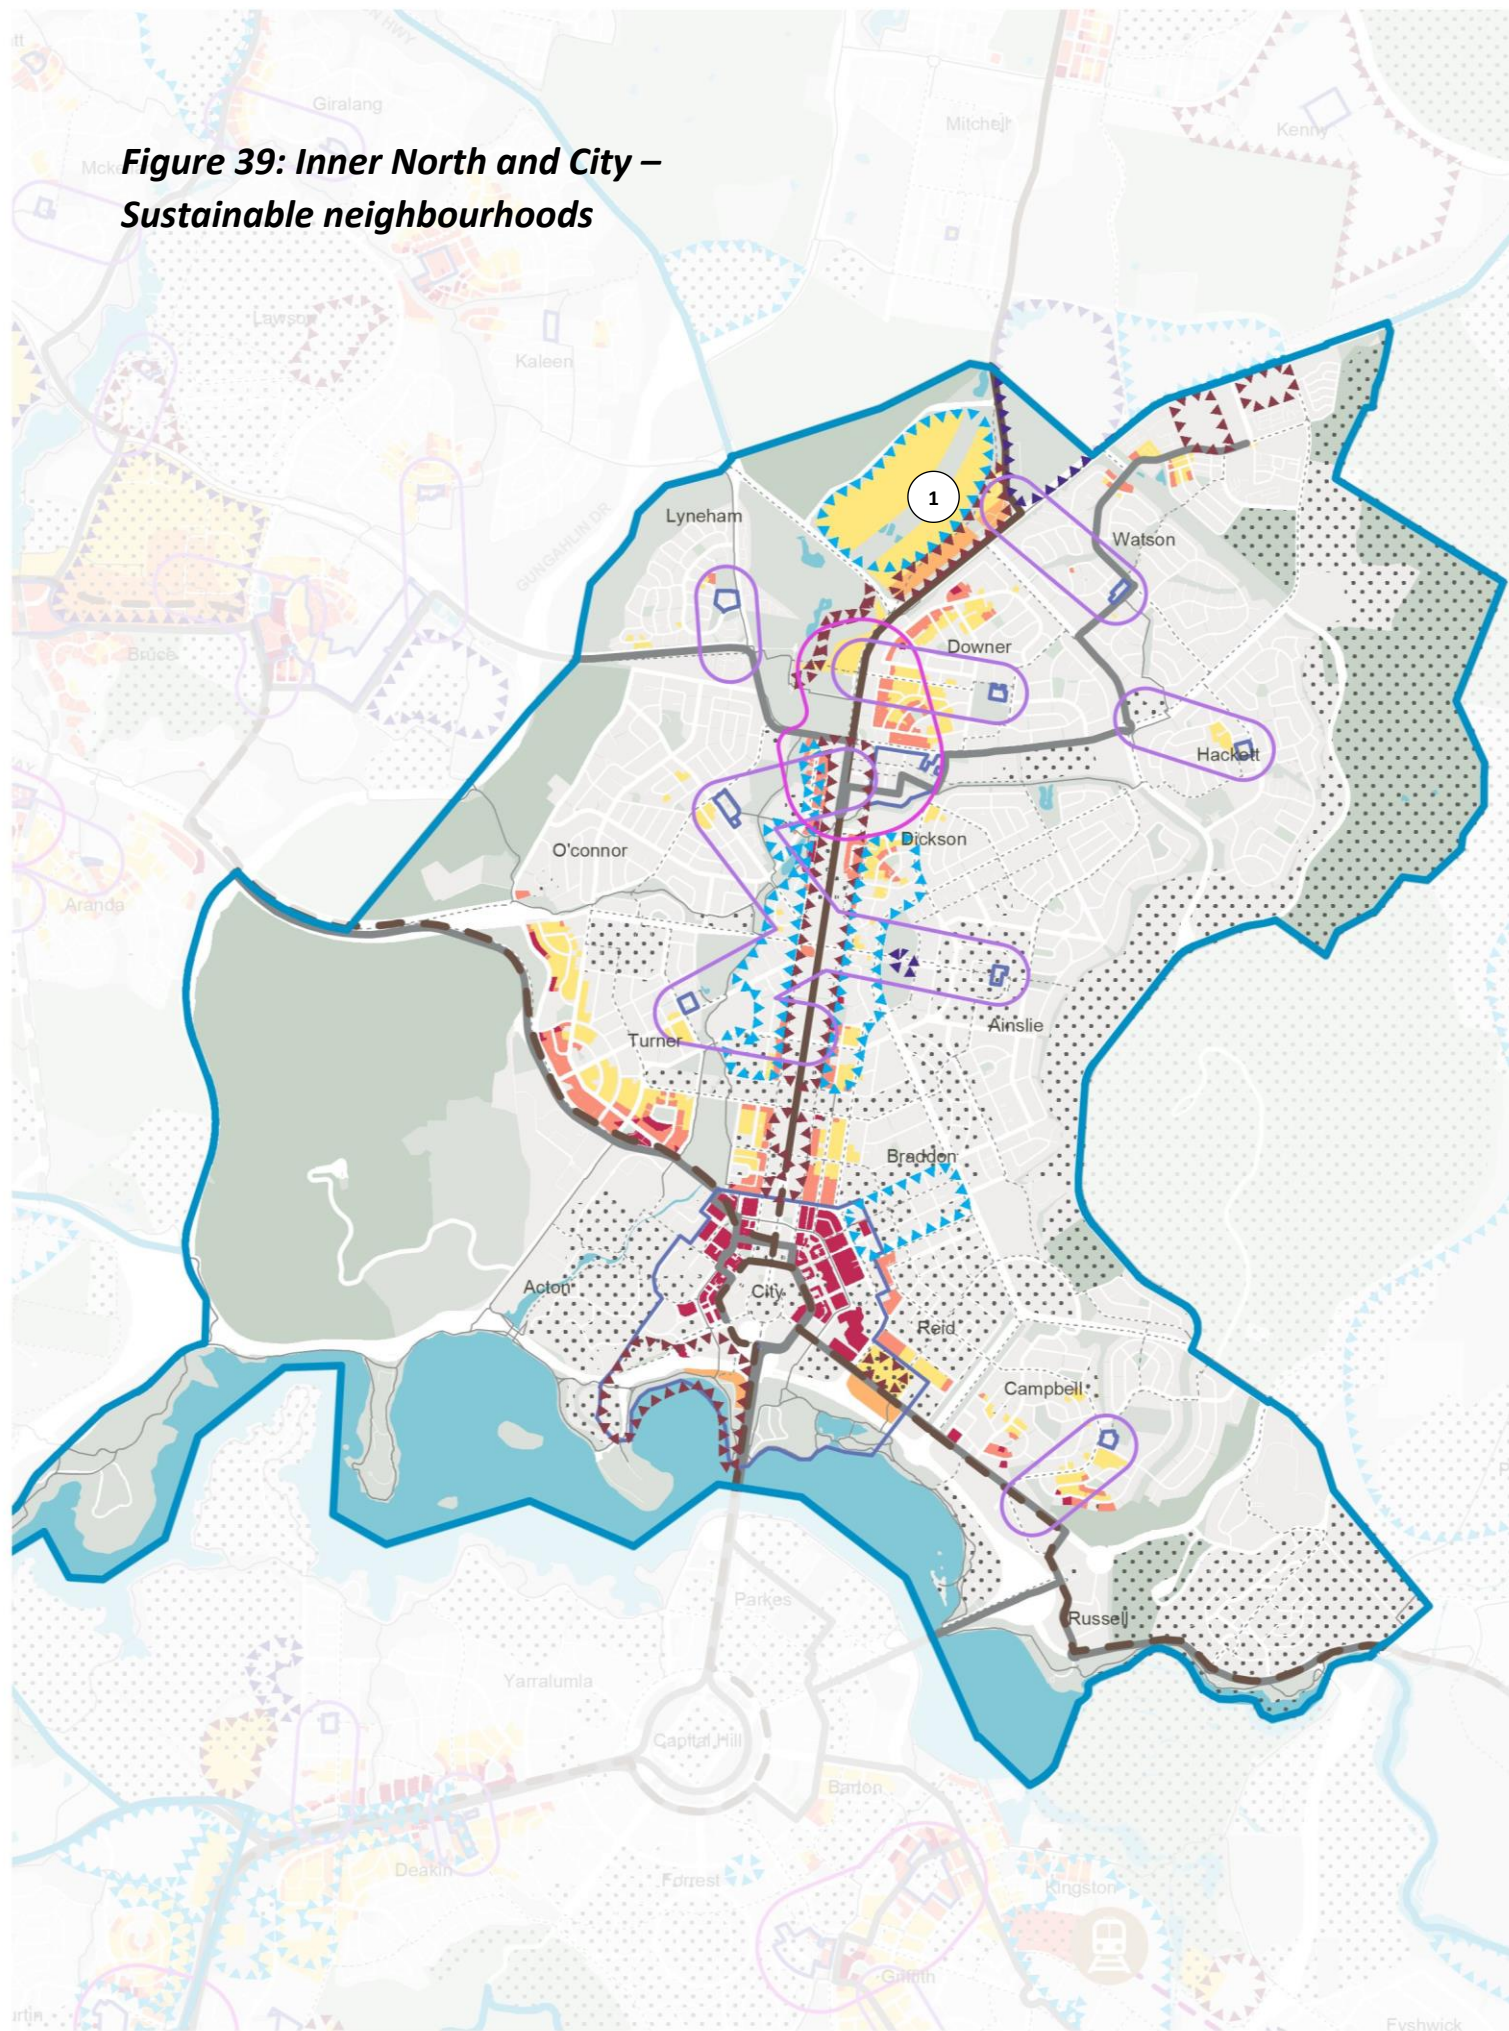 Giralang
Mitchell
Kenny
Figure 39: Inner North and City –
Sustainable neighbourhoods
Lawson
Kaleen
GUNGAHLIN DR
1
Lyneham
Watson
Bruce
Downer
Hackett
O'connor
Dickson
Aranda
Ainslie
Turner
Braddon
Acton
City
Reid
Campbell
Parkes
Russell
Yarralumla
Capital Hill
Barton
Deakin
Forrest
Kingston
Griffith
Fyshwick